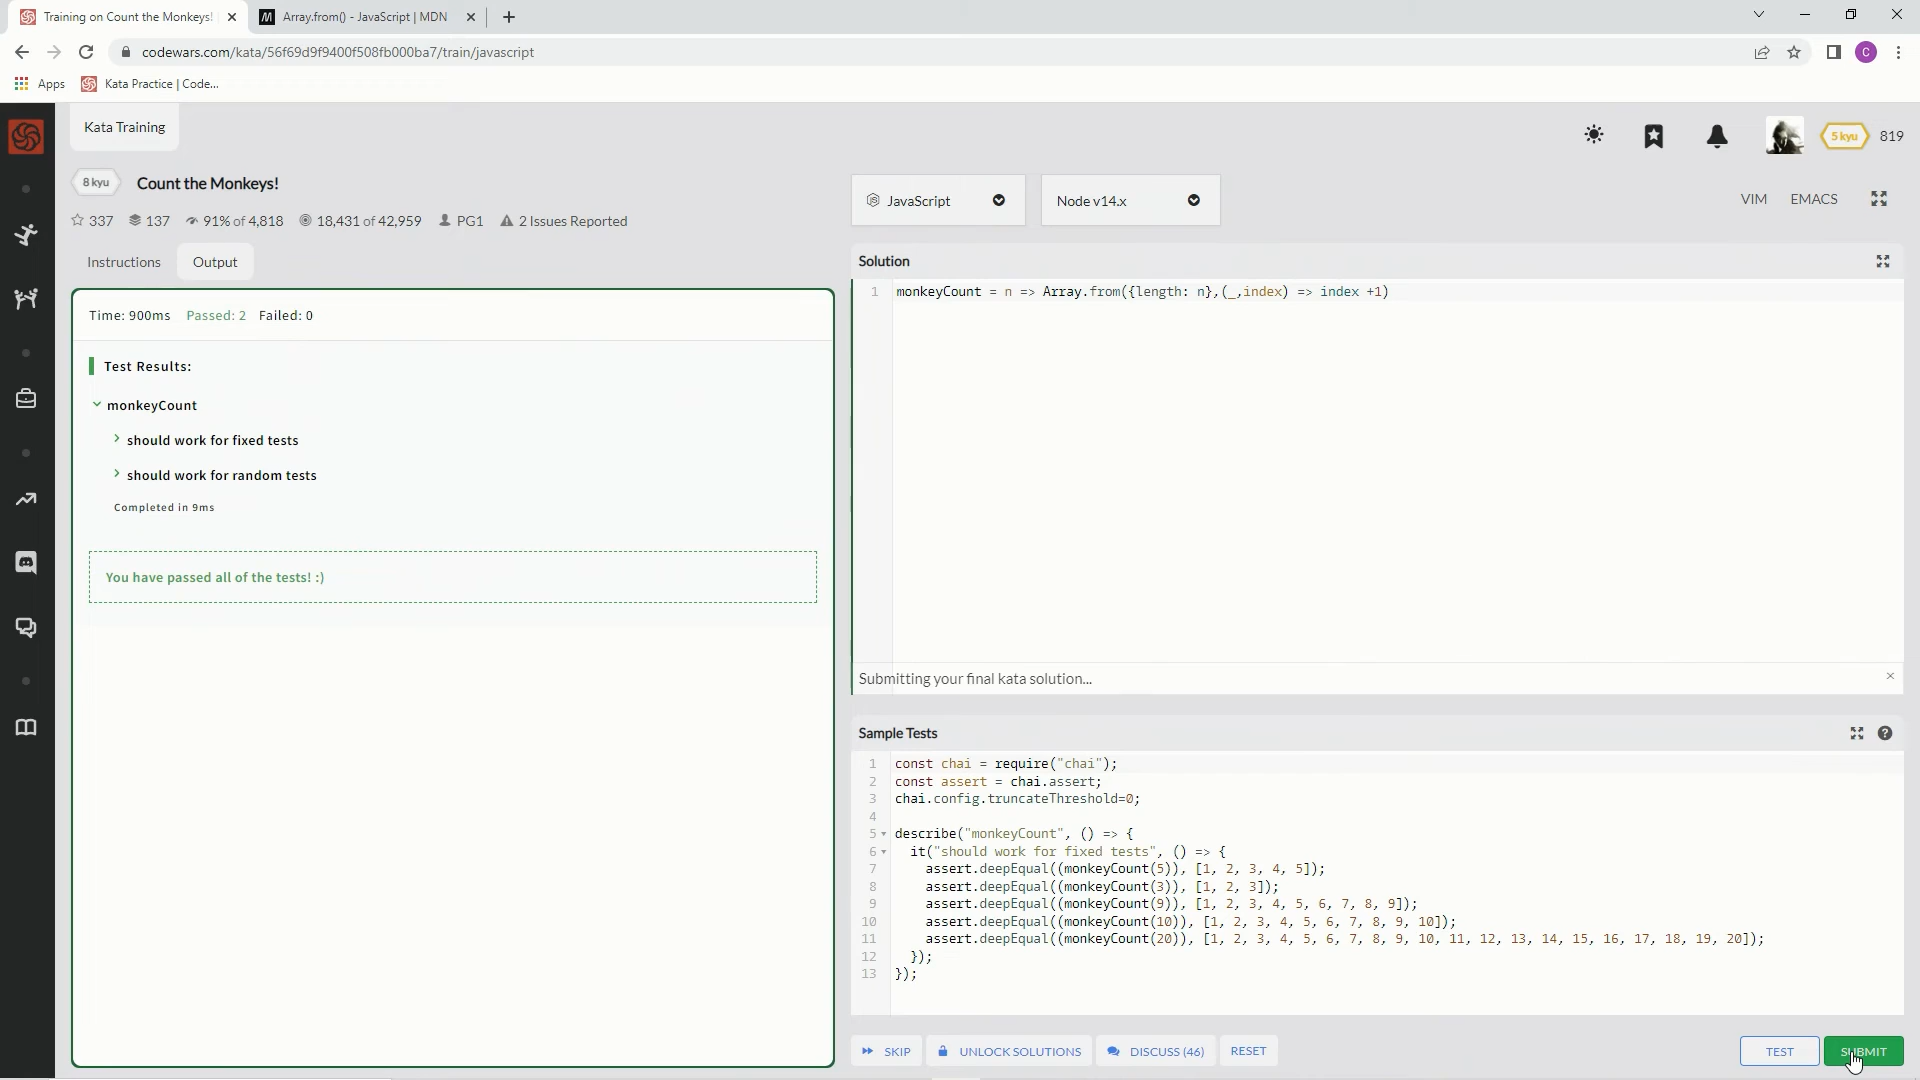 Training on Count the Monkeys!
Array.from() - JavaScript | MDN
codewars.com/kata/56f69d9f9400f508fb000ba7/train/javascript
C
Apps
Kata Practice | Code...
Kata Training
5 kyu
819
8 kyu
Count the Monkeys!
337
137
91% of 4,818
18,431 of 42,959
PG1
2 Issues Reported
JavaScript
Node v14.x
VIM
EMACS
Instructions
Output
Time: 900ms Passed: 2 Failed: 0
Test Results:
monkeyCount
should work for fixed tests
should work for random tests
Completed in 9ms
You have passed all of the tests! :)
Solution
1 monkeyCount = n => Array.from({length: n},(_,index) => index +1)
Submitting your final kata solution...
Sample Tests
1 const chai = require("chai");
2 const assert = chai.assert;
3 chai.config.truncateThreshold=0;
4
5 describe("monkeyCount", () => {
6 it("should work for fixed tests", () => {
7 assert.deepEqual((monkeyCount(5)), [1, 2, 3, 4, 5]);
8 assert.deepEqual((monkeyCount(3)), [1, 2, 3]);
9 assert.deepEqual((monkeyCount(9)), [1, 2, 3, 4, 5, 6, 7, 8, 9]);
10 assert.deepEqual((monkeyCount(10)), [1, 2, 3, 4, 5, 6, 7, 8, 9, 10]);
11 assert.deepEqual((monkeyCount(20)), [1, 2, 3, 4, 5, 6, 7, 8, 9, 10, 11, 12, 13, 14, 15, 16, 17, 18, 19, 20]);
12 });
13 });
SKIP
UNLOCK SOLUTIONS
DISCUSS (46)
RESET
TEST
SUBMIT